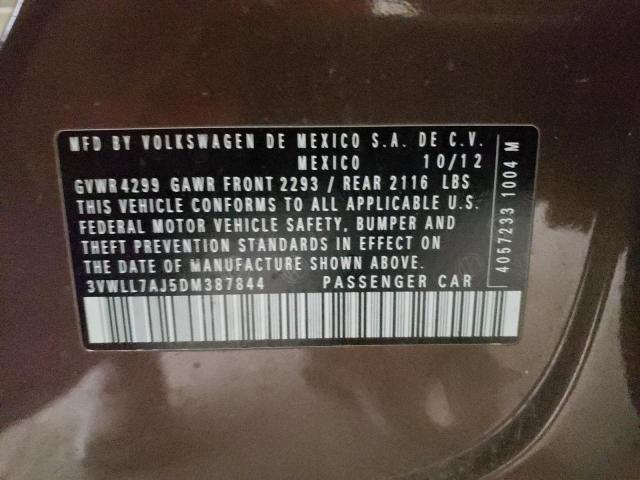 MFD BY VOLKSWAGEN DE MEXICO S.A. DE C.V.
MEXICO 10/12
GVWR 4299 GAWR FRONT 2293 / REAR 2116 LBS
THIS VEHICLE CONFORMS TO ALL APPLICABLE U.S.
FEDERAL MOTOR VEHICLE SAFETY, BUMPER AND
THEFT PREVENTION STANDARDS IN EFFECT ON
THE DATE OF MANUFACTURE SHOWN ABOVE.
3VWLL7AJ5DM387844 PASSENGER CAR
4057233 1004 M